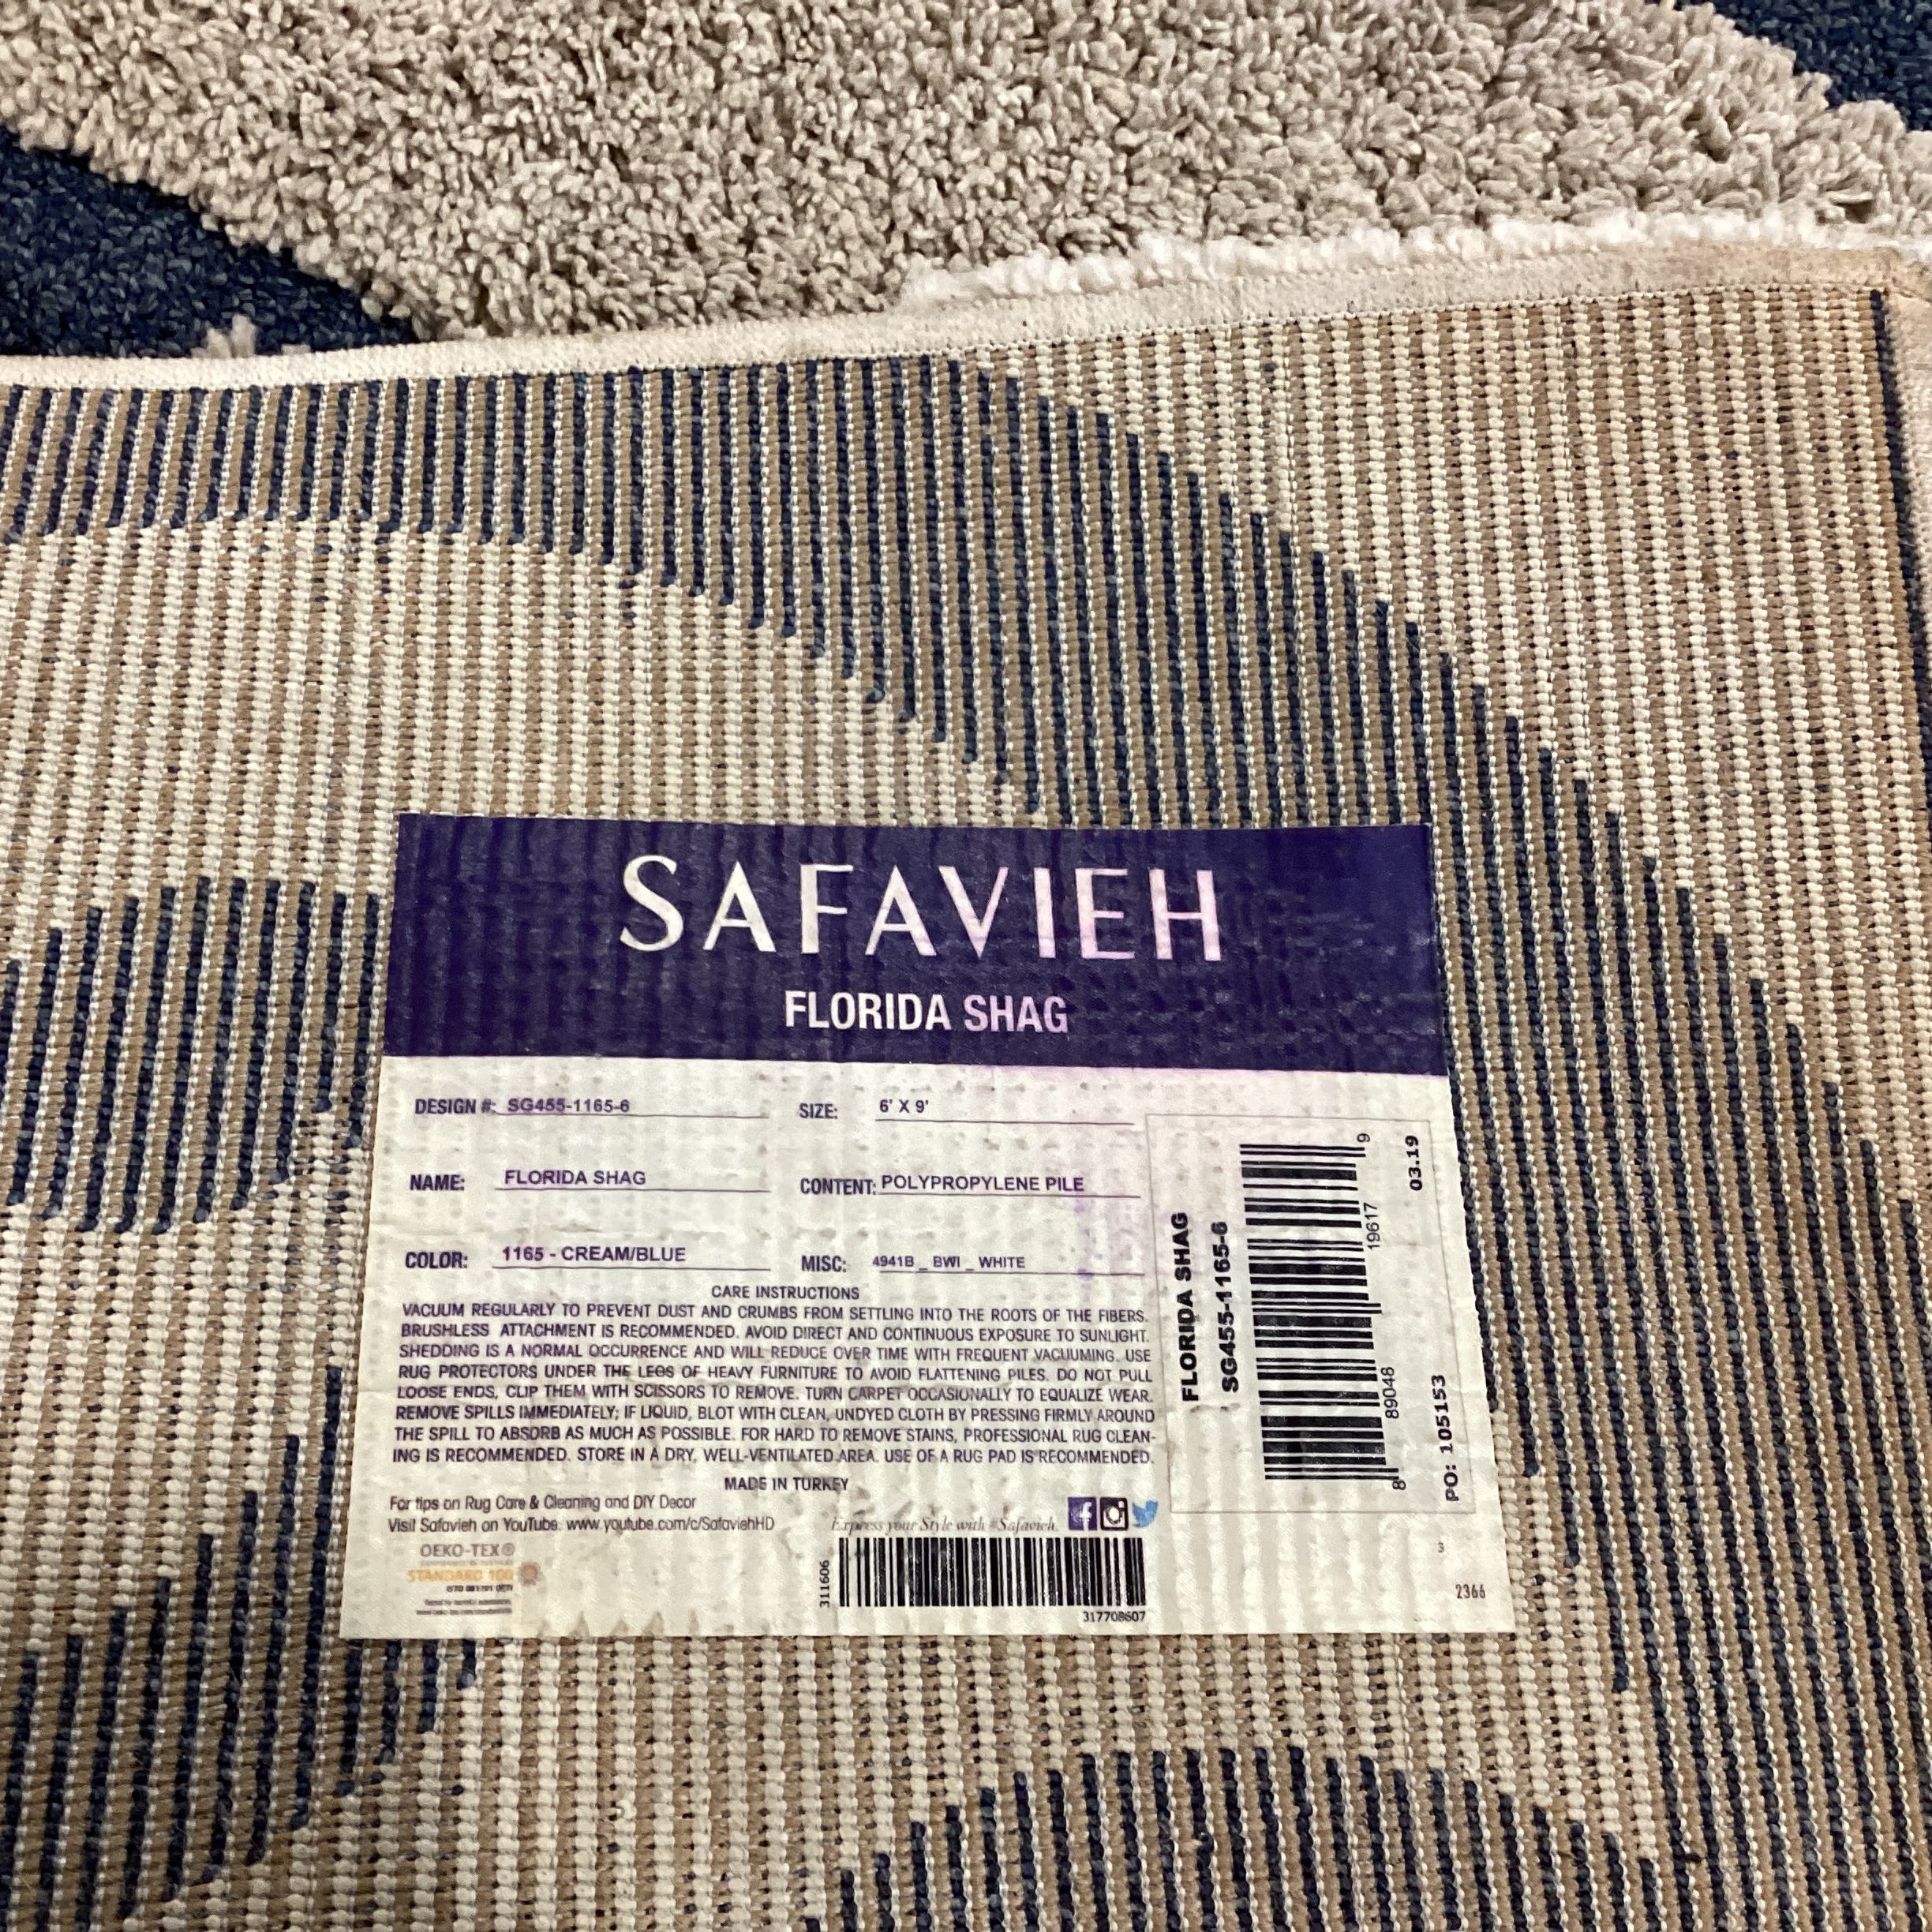 SAFAVIEH
FLORIDA SHAG
DESIGN #: SG455-1165-6
SIZE: 6' X 9'
NAME: FLORIDA SHAG
CONTENT: POLYPROPYLENE PILE
COLOR: 1165 - CREAM/BLUE
MISC: 4941B _ BWI _ WHITE
CARE INSTRUCTIONS
VACUUM REGULARLY TO PREVENT DUST AND CRUMBS FROM SETTLING INTO THE ROOTS OF THE FIBERS.
BRUSHLESS ATTACHMENT IS RECOMMENDED. AVOID DIRECT AND CONTINUOUS EXPOSURE TO SUNLIGHT.
SHEDDING IS A NORMAL OCCURRENCE AND WILL REDUCE OVER TIME WITH FREQUENT VACUUMING. USE
RUG PROTECTORS UNDER THE LEGS OF HEAVY FURNITURE TO AVOID FLATTENING PILES. DO NOT PULL
LOOSE ENDS, CLIP THEM WITH SCISSORS TO REMOVE. TURN CARPET OCCASIONALLY TO EQUALIZE WEAR.
REMOVE SPILLS IMMEDIATELY; IF LIQUID, BLOT WITH CLEAN, UNDYED CLOTH BY PRESSING FIRMLY AROUND
THE SPILL TO ABSORB AS MUCH AS POSSIBLE. FOR HARD TO REMOVE STAINS, PROFESSIONAL RUG CLEAN-
ING IS RECOMMENDED. STORE IN A DRY, WELL-VENTILATED AREA. USE OF A RUG PAD IS RECOMMENDED.
MADE IN TURKEY
For tips on Rug Care & Cleaning and DIY Decor
Visit Safavieh on YouTube: www.youtube.com/c/SafaviehHD
Express your Style with #Safavieh.
OEKO-TEX®
STANDARD 100
311606
317708607
FLORIDA SHAG
SG455-1165-6
8 89048 19617 9
03.19
PO: 105153
3
2366